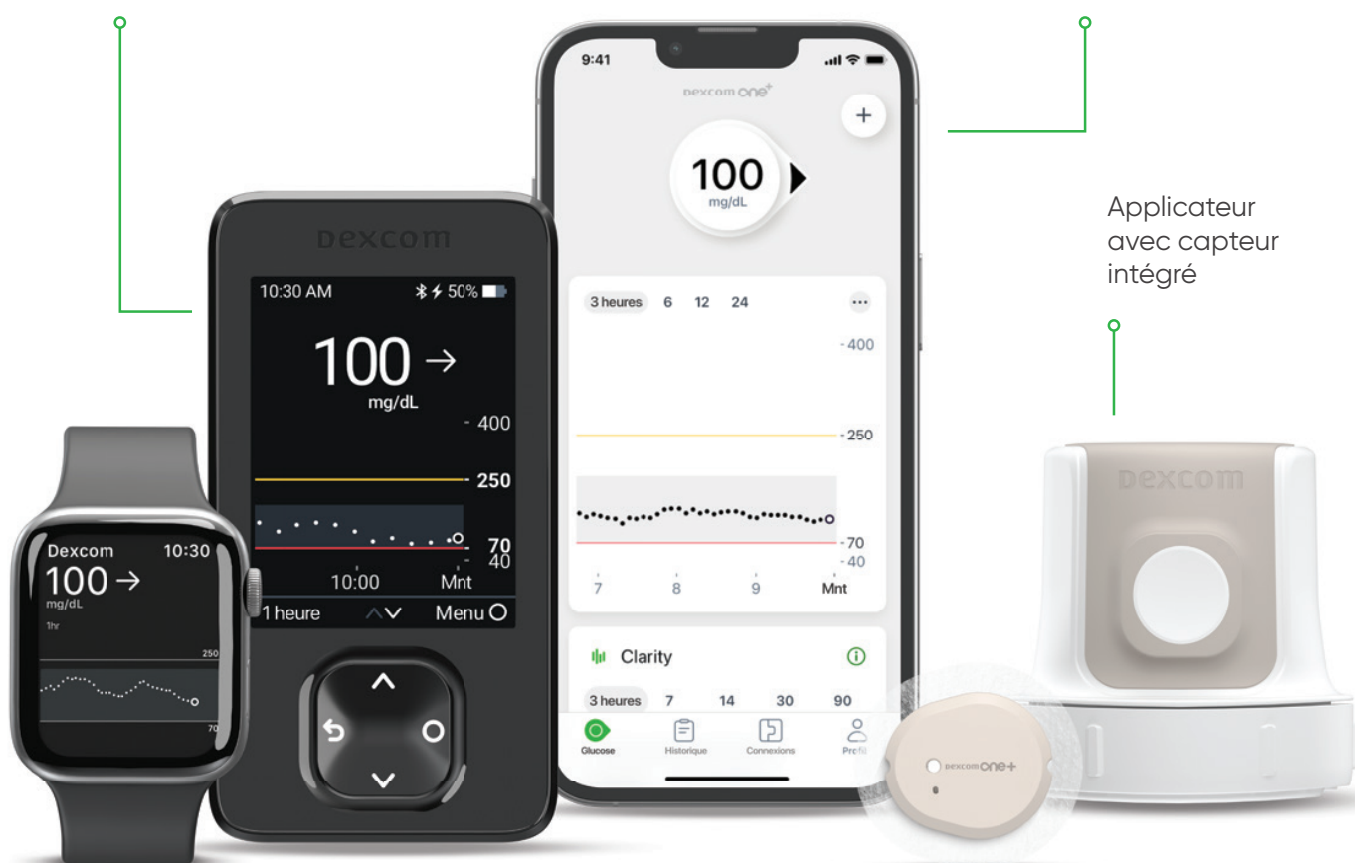 9:41
Dexcom one+
+
100
mg/dL
3 heures 6 12 24
...
- 400
- 250
- 70
- 40
7 8 9 Mnt
Clarity
3 heures 7 14 30 90
Glucose Historique Connexions Profil
Dexcom
10:30 AM 50%
100 →
mg/dL
- 400
250
70
40
10:00 Mnt
1 heure Menu
Dexcom 10:30
100 →
mg/dL
1hr
250
70
Applicateur
avec capteur
intégré
Dexcom
Dexcom one+